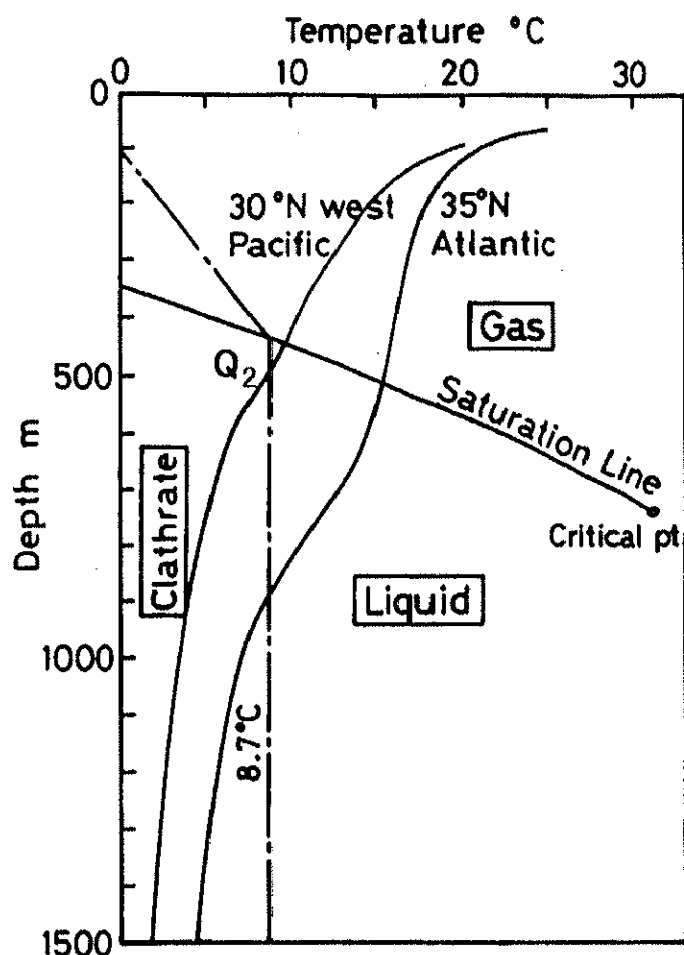 Temperature °C
0 10 20 30
0
30°N west
Pacific
35°N
Atlantic
Gas
500
Q2
Saturation Line
Depth m
Clathrate
Critical pt.
Liquid
1000
8.7°C
1500